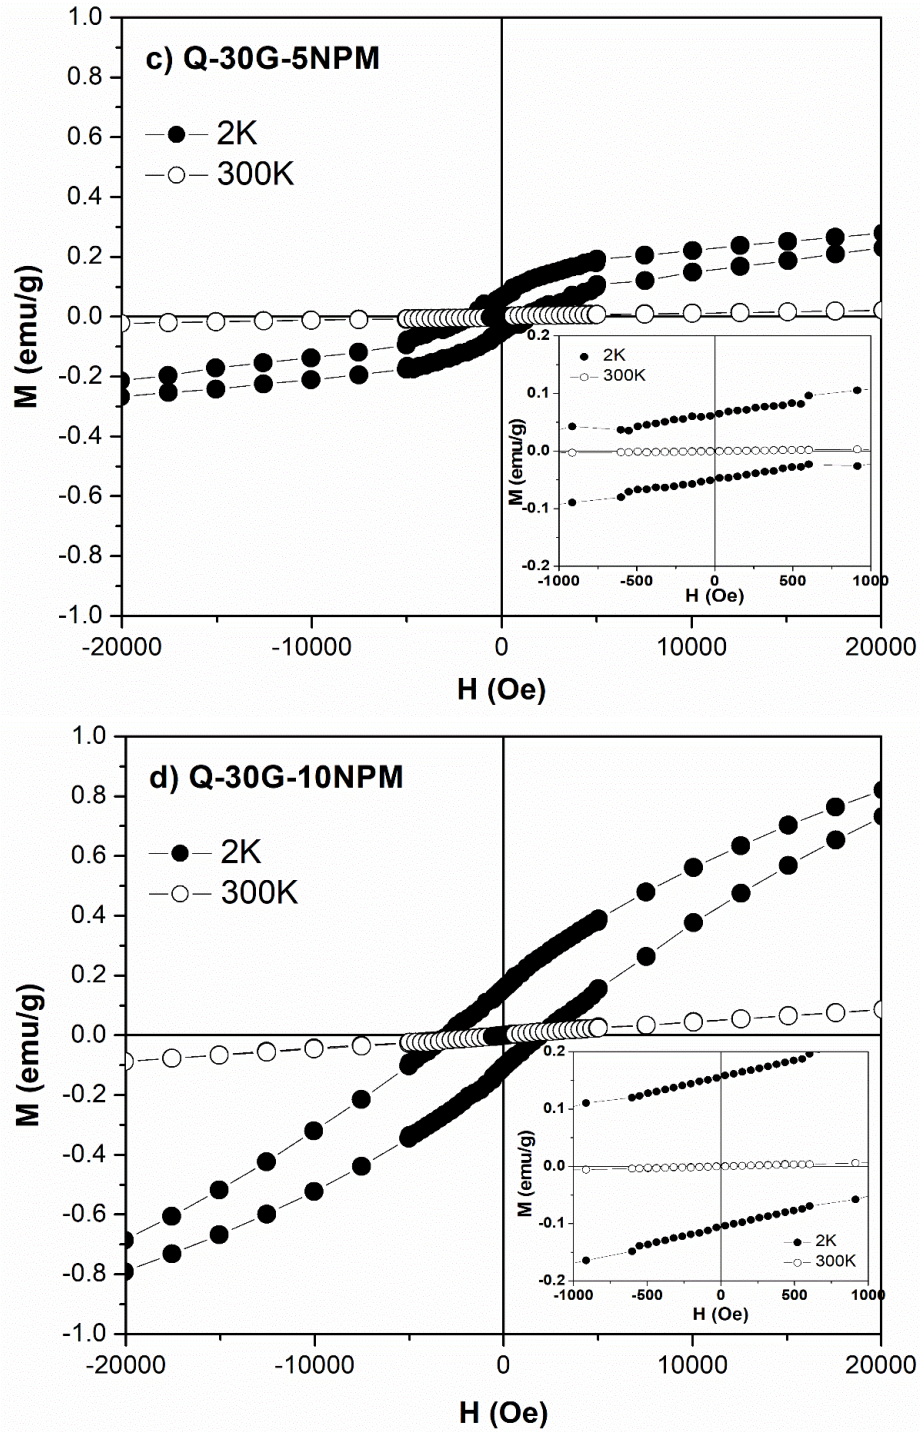 c) Q-30G-5NPM
2K
300K
M (emu/g)
1.0
0.8
0.6
0.4
0.2
0.0
-0.2
-0.4
-0.6
-0.8
-1.0
-20000 -10000 0 10000 20000
H (Oe)
2K
300K
M (emu/g)
0.2
0.1
0.0
-0.1
-0.2
-1000 -500 0 500 1000
H (Oe)
d) Q-30G-10NPM
2K
300K
M (emu/g)
1.0
0.8
0.6
0.4
0.2
0.0
-0.2
-0.4
-0.6
-0.8
-1.0
-20000 -10000 0 10000 20000
H (Oe)
M (emu/g)
0.2
0.1
0.0
-0.1
-0.2
2K
300K
-1000 -500 0 500 1000
H (Oe)